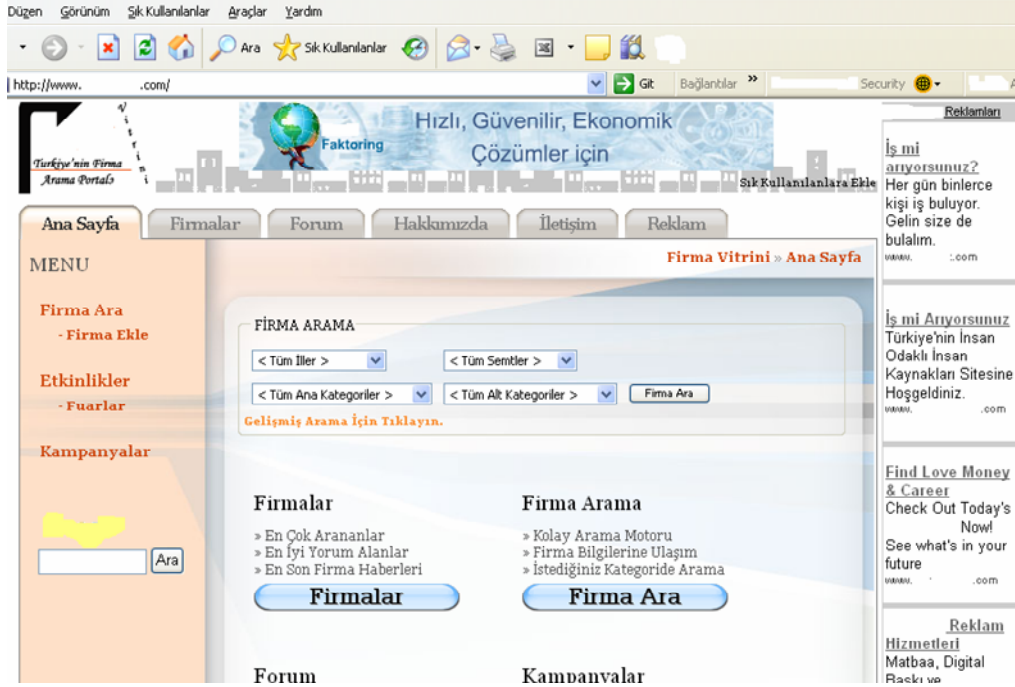 Düzen Görünüm Sık Kullanılanlar Araçlar Yardım
Ara Sık Kullanılanlar
http://www. .com/ Git Bağlantılar » Security
Vitrini
Turkiye'nin Firma
Arama Portalı
Faktoring
Hızlı, Güvenilir, Ekonomik
Çözümler için
Sık Kullanılanlara Ekle
Ana Sayfa Firmalar Forum Hakkımızda İletişim Reklam
MENU
Firma Vitrini » Ana Sayfa
Firma Ara
- Firma Ekle
Etkinlikler
- Fuarlar
Kampanyalar
Ara
FİRMA ARAMA
< Tüm İller > < Tüm Semtler >
< Tüm Ana Kategoriler > < Tüm Alt Kategoriler > Firma Ara
Gelişmiş Arama İçin Tıklayın.
Firmalar
» En Çok Arananlar
» En İyi Yorum Alanlar
» En Son Firma Haberleri
Firmalar
Firma Arama
» Kolay Arama Motoru
» Firma Bilgilerine Ulaşım
» İstediğiniz Kategoride Arama
Firma Ara
Forum
Kampanyalar
Reklamları
İş mi
arıyorsunuz?
Her gün binlerce
kişi iş buluyor.
Gelin size de
bulalım.
www. .com
İş mi Arıyorsunuz
Türkiye'nin İnsan
Odaklı İnsan
Kaynakları Sitesine
Hoşgeldiniz.
www. .com
Find Love Money
& Career
Check Out Today's
Now!
See what's in your
future
www. .com
Reklam
Hizmetleri
Matbaa, Digital
Baskı ve